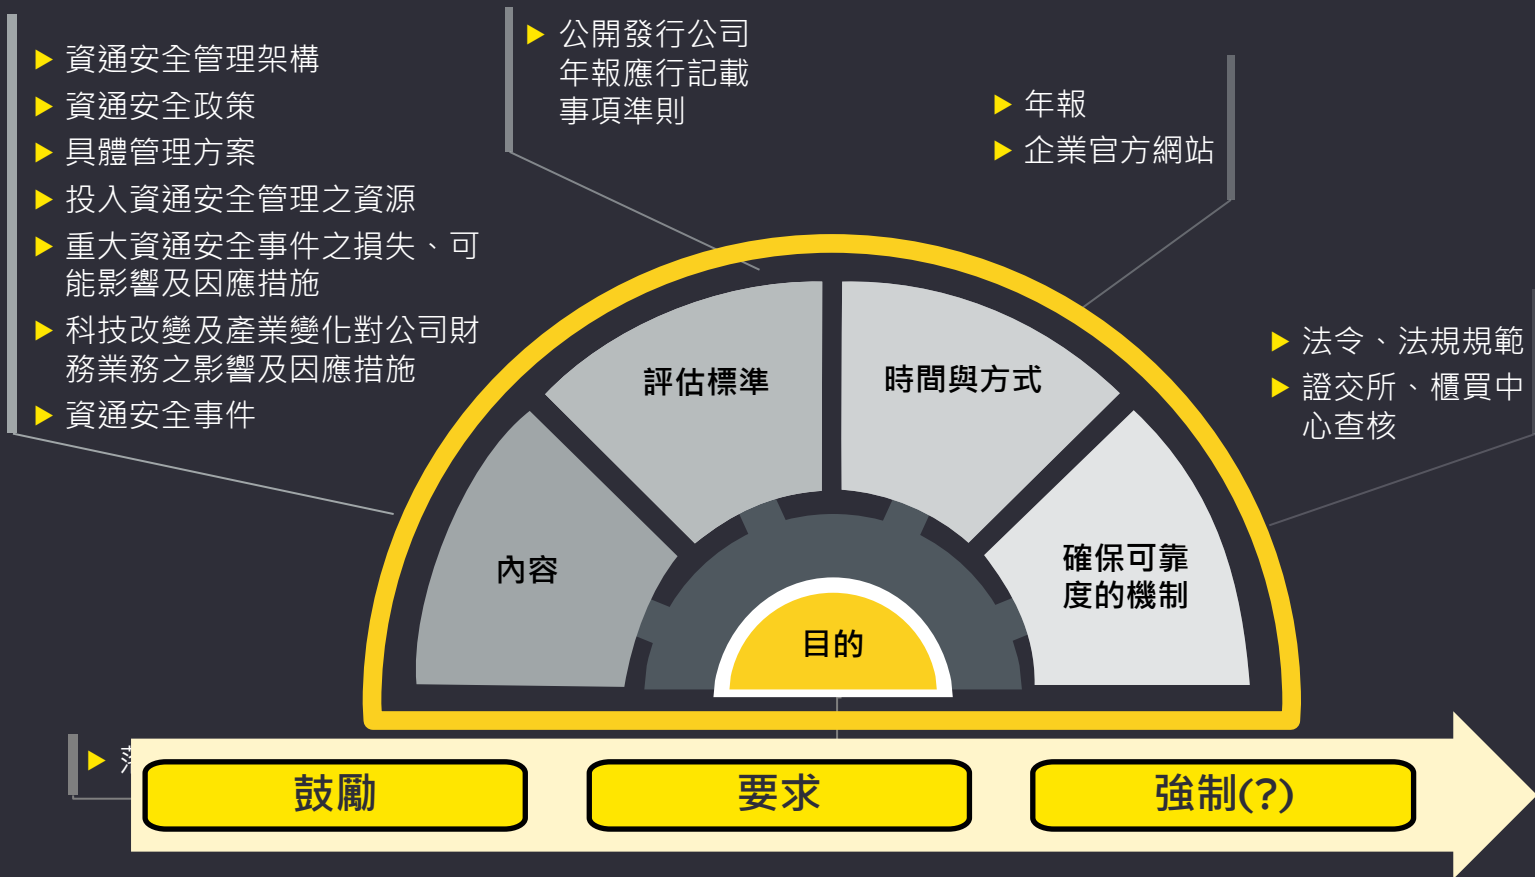 資通安全管理架構
資通安全政策
具體管理方案
投入資通安全管理之資源
重大資通安全事件之損失、可
能影響及因應措施
科技改變及產業變化對公司財
務業務之影響及因應措施
資通安全事件
公開發行公司
年報應行記載
事項準則
年報
企業官方網站
法令、法規規範
證交所、櫃買中
心查核
評估標準
時間與方式
內容
確保可靠
度的機制
目的
鼓勵
要求
強制(?)